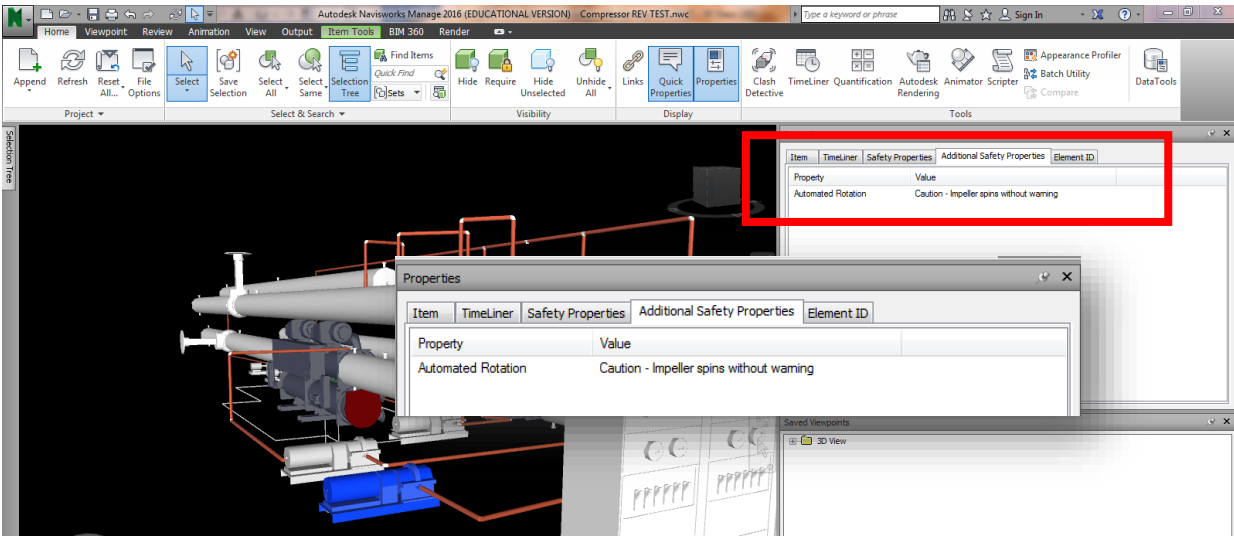 Autodesk Navisworks Manage 2016 (EDUCATIONAL VERSION) Compressor REV TEST.nwc
Type a keyword or phrase
Sign In
Home Viewpoint Review Animation View Output Item Tools BIM 360 Render
Append
Refresh
Reset All...
File Options
Project
Select
Save Selection
Select All
Select Same
Selection Tree
Find Items
Quick Find
Sets
Select & Search
Hide
Require
Hide Unselected
Unhide All
Visibility
Links
Quick Properties
Properties
Display
Clash Detective
TimeLiner
Quantification
Autodesk Rendering
Animator
Scripter
Appearance Profiler
Batch Utility
Compare
DataTools
Tools
Selection Tree
Item TimeLiner Safety Properties Additional Safety Properties Element ID
Property Value
Automated Rotation Caution - Impeller spins without warning
Properties
Item TimeLiner Safety Properties Additional Safety Properties Element ID
Property Value
Automated Rotation Caution - Impeller spins without warning
Saved Viewpoints
3D View